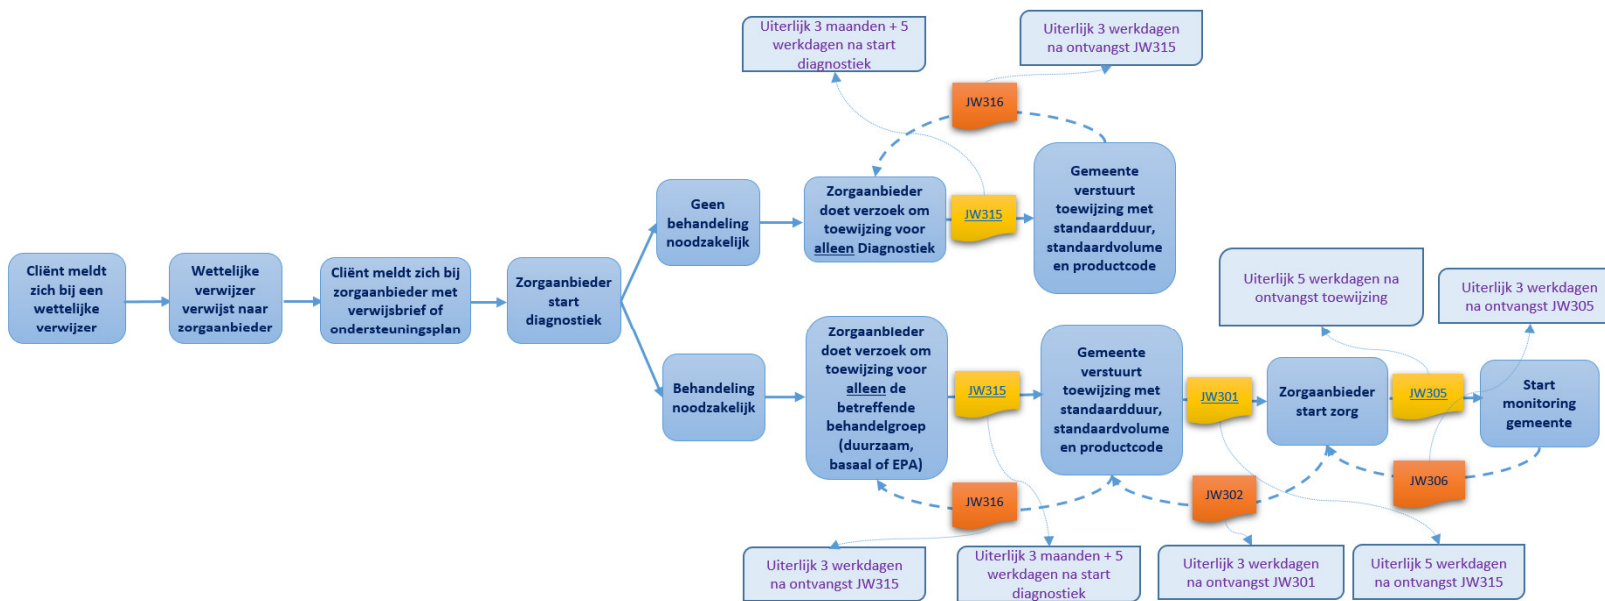 Uiterlijk 3 maanden + 5
werkdagen na start
diagnostiek
Uiterlijk 3 werkdagen
na ontvangst JW315
JW316
Geen
behandeling
noodzakelijk
Zorgaanbieder
doet verzoek om
toewijzing voor
alleen Diagnostiek
JW315
Gemeente
verstuurt
toewijzing met
standaardduur,
standaardvolume
en productcode
Cliënt meldt
zich bij een
wettelijke
verwijzer
Wettelijke
verwijzer
verwijst naar
zorgaanbieder
Cliënt meldt zich bij
zorgaanbieder met
verwijsbrief of
ondersteuningsplan
Zorgaanbieder
start
diagnostiek
Uiterlijk 5 werkdagen na
ontvangst toewijzing
Uiterlijk 3 werkdagen
na ontvangst JW305
Behandeling
noodzakelijk
Zorgaanbieder
doet verzoek om
toewijzing voor
alleen de
betreffende
behandelgroep
(duurzaam,
basaal of EPA)
JW315
Gemeente
verstuurt
toewijzing met
standaardduur,
standaardvolume
en productcode
JW301
Zorgaanbieder
start zorg
JW305
Start
monitoring
gemeente
JW316
JW302
JW306
Uiterlijk 3 werkdagen
na ontvangst JW315
Uiterlijk 3 maanden + 5
werkdagen na start
diagnostiek
Uiterlijk 3 werkdagen
na ontvangst JW301
Uiterlijk 5 werkdagen
na ontvangst JW315